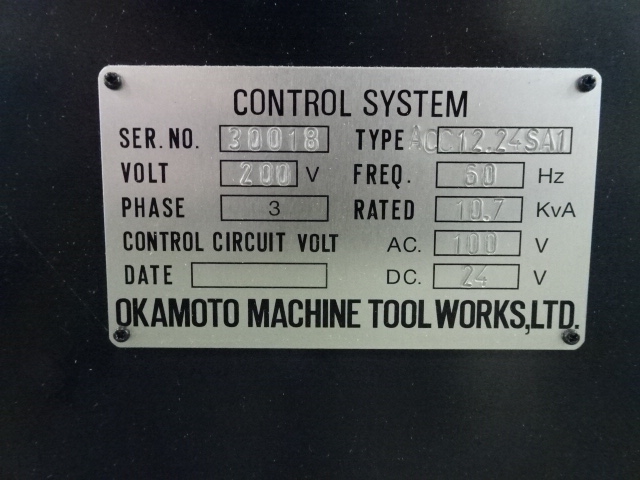 CONTROL SYSTEM
SER. NO. 30018 TYPE ACC12.24SA1
VOLT 200 V FREQ. 60 Hz
PHASE 3 RATED 10.7 KvA
CONTROL CIRCUIT VOLT AC. 100 V
DATE DC. 24 V
OKAMOTO MACHINE TOOL WORKS,LTD.